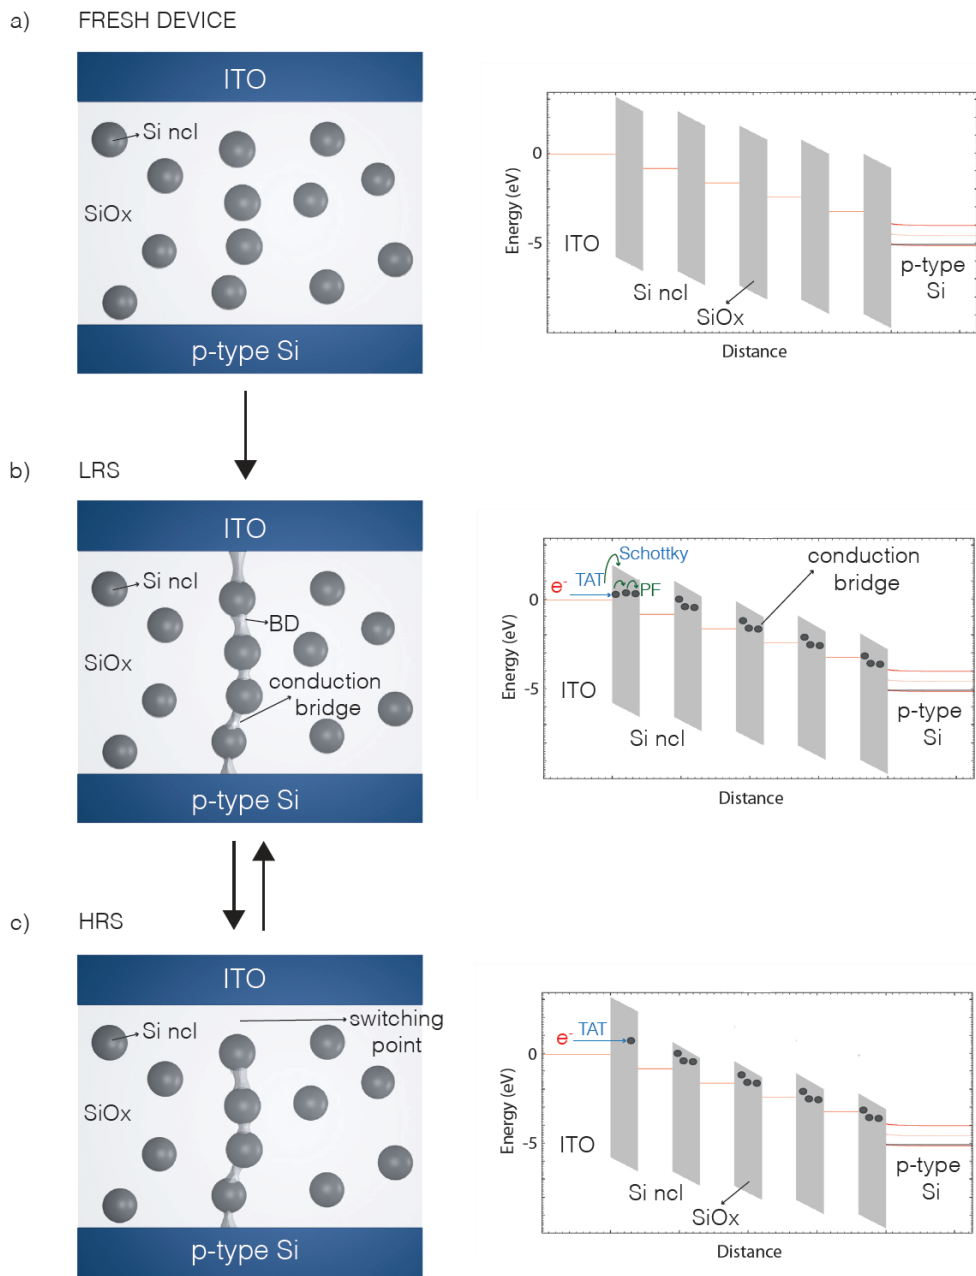 a) FRESH DEVICE
ITO
Si ncl
SiOx
p-type Si
Energy (eV)
0
-5
ITO
Si ncl
SiOx
p-type
Si
Distance
b) LRS
ITO
Si ncl
BD
SiOx
conduction
bridge
p-type Si
Energy (eV)
0
-5
e- TAT
Schottky
PF
conduction
bridge
ITO
Si ncl
p-type
Si
Distance
c) HRS
ITO
Si ncl
switching
point
SiOx
p-type Si
Energy (eV)
0
-5
e- TAT
ITO
Si ncl
SiOx
p-type
Si
Distance